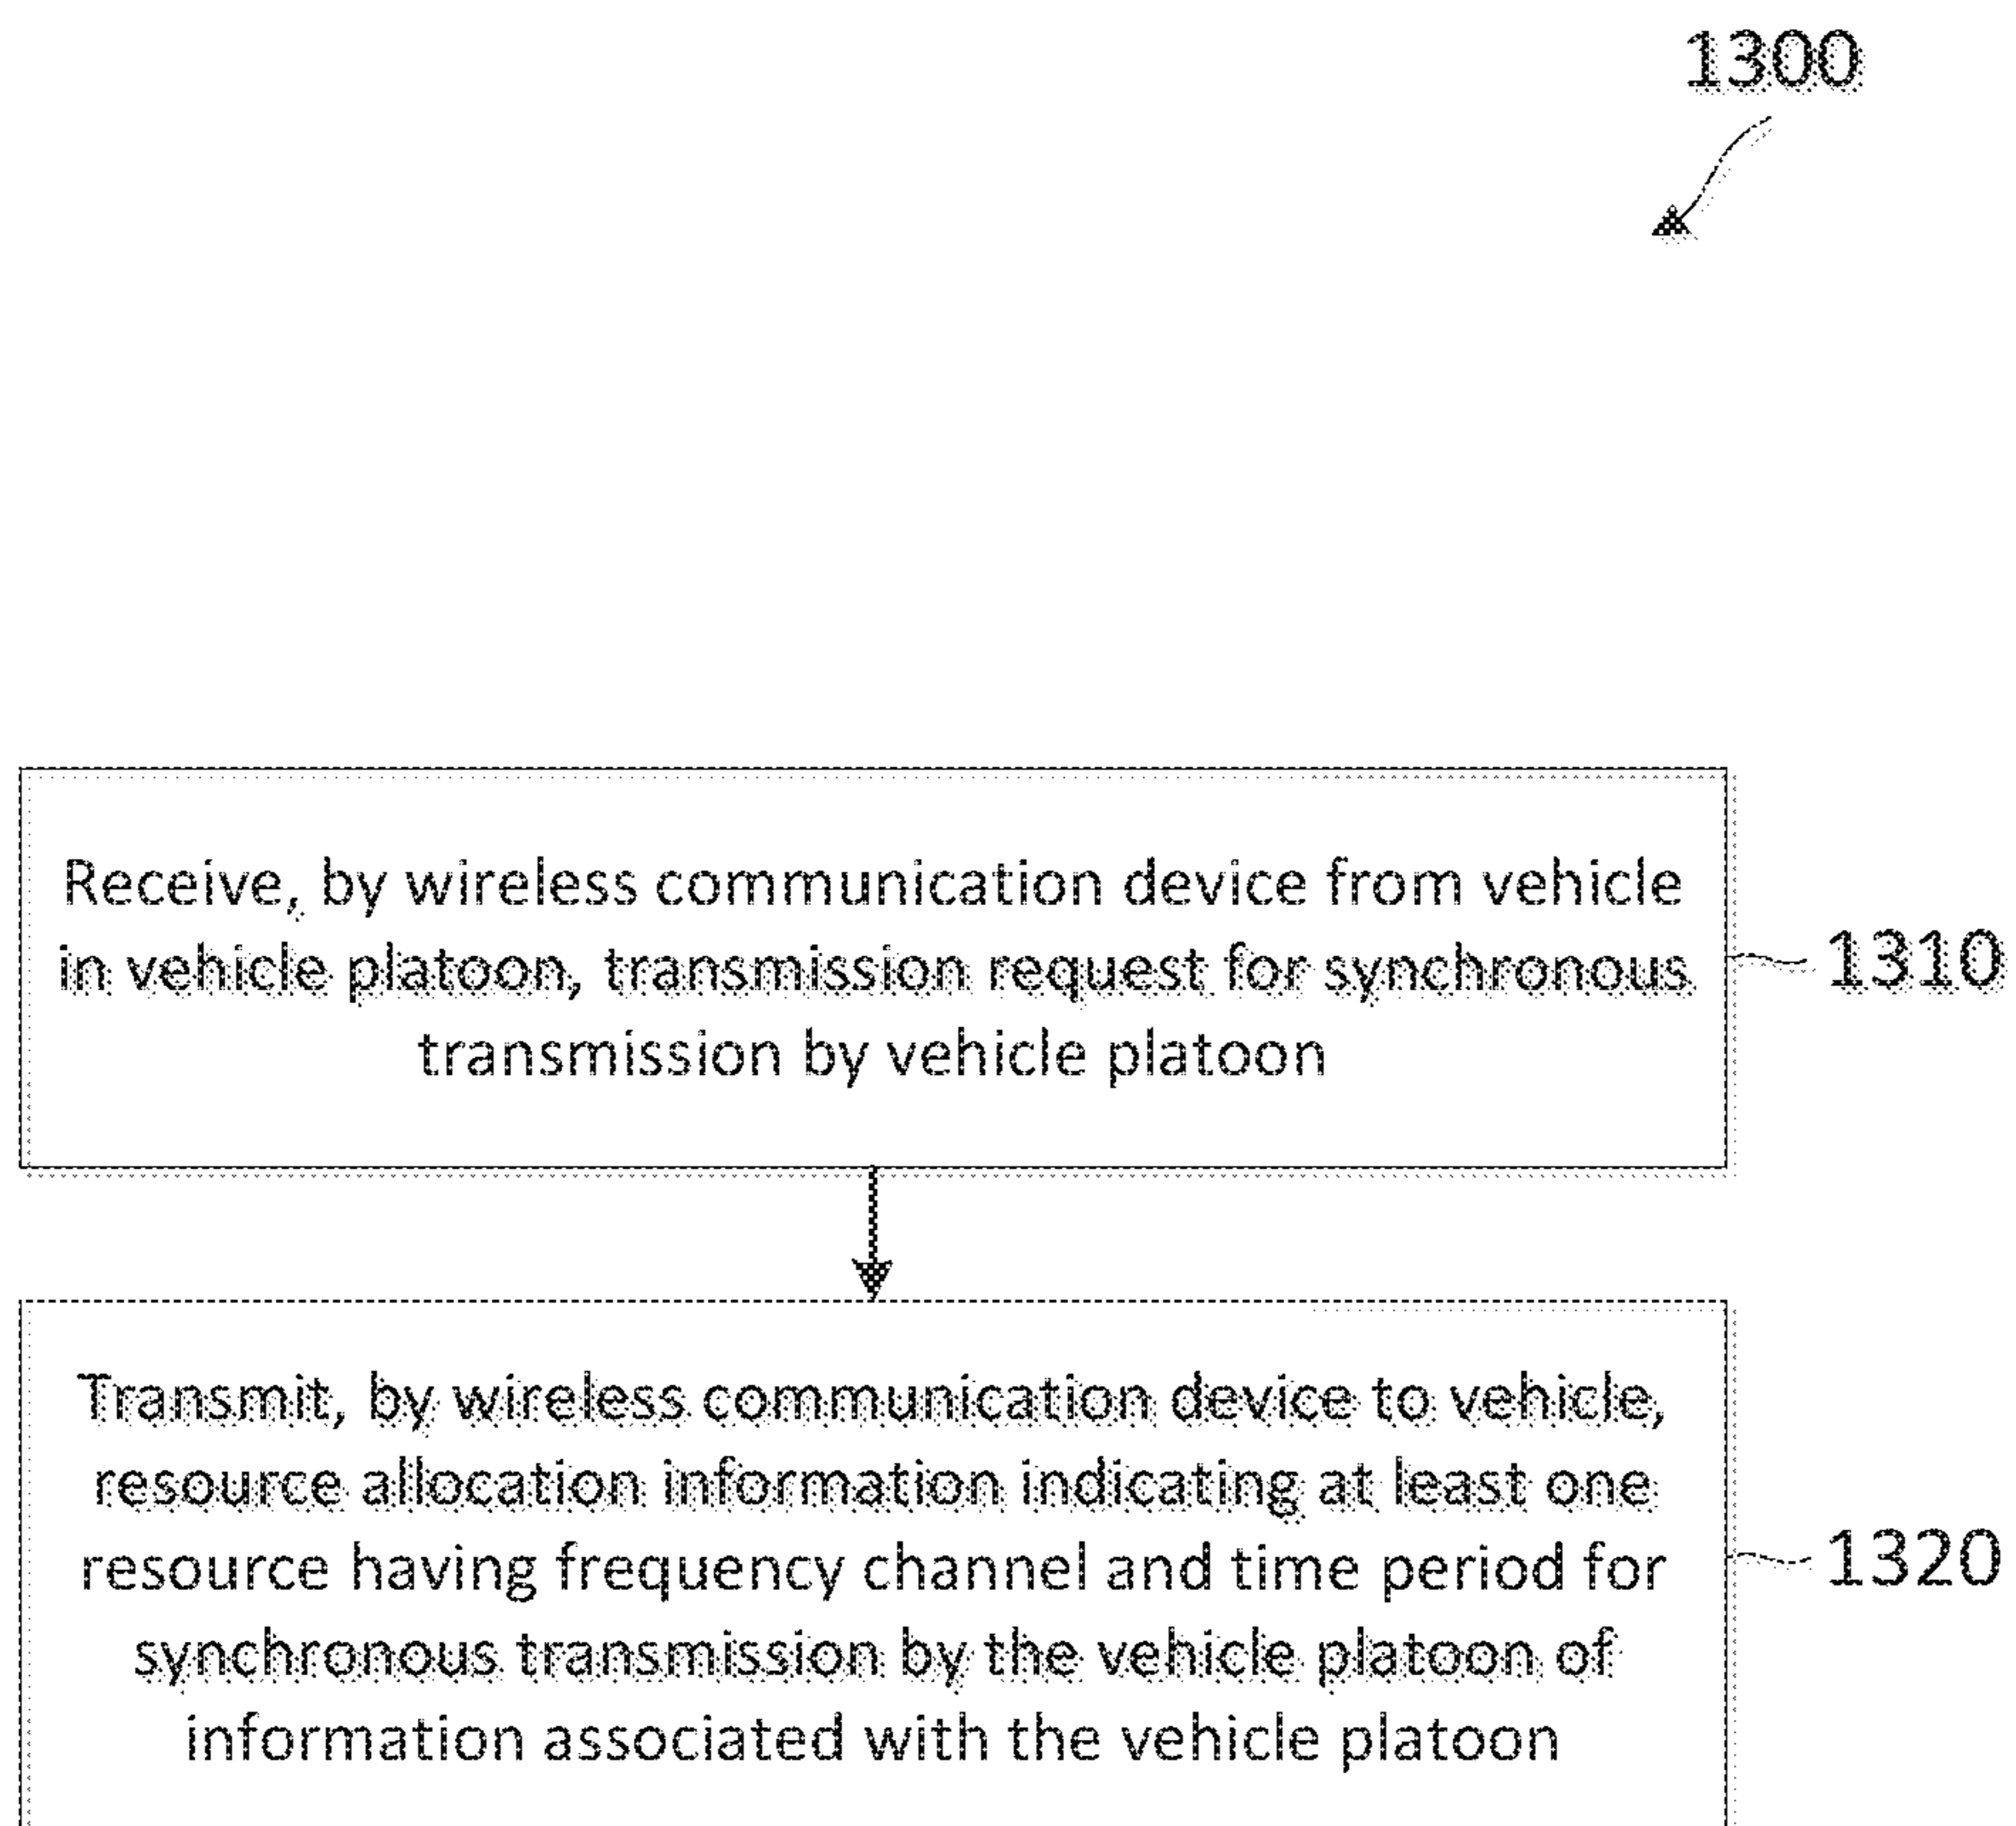 1300
Receive, by wireless communication device from vehicle
in vehicle platoon, transmission request for synchronous
transmission by vehicle platoon
1310
Transmit, by wireless communication device to vehicle,
resource allocation information indicating at least one
resource having frequency channel and time period for
synchronous transmission by the vehicle platoon of
information associated with the vehicle platoon
1320